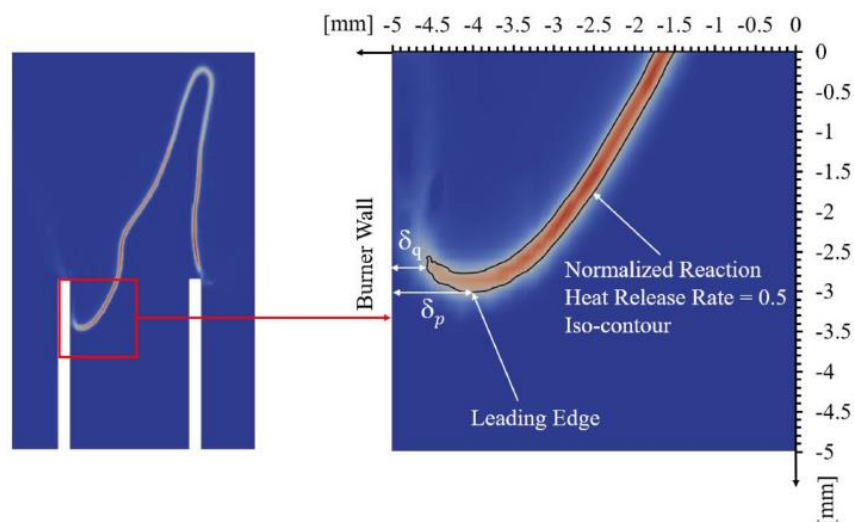 [mm] -5 -4.5 -4 -3.5 -3 -2.5 -2 -1.5 -1 -0.5 0
0
-0.5
-1
-1.5
-2
-2.5
-3
-3.5
-4
-4.5
-5
[mm]
Burner Wall
δq
δp
Normalized Reaction
Heat Release Rate = 0.5
Iso-contour
Leading Edge